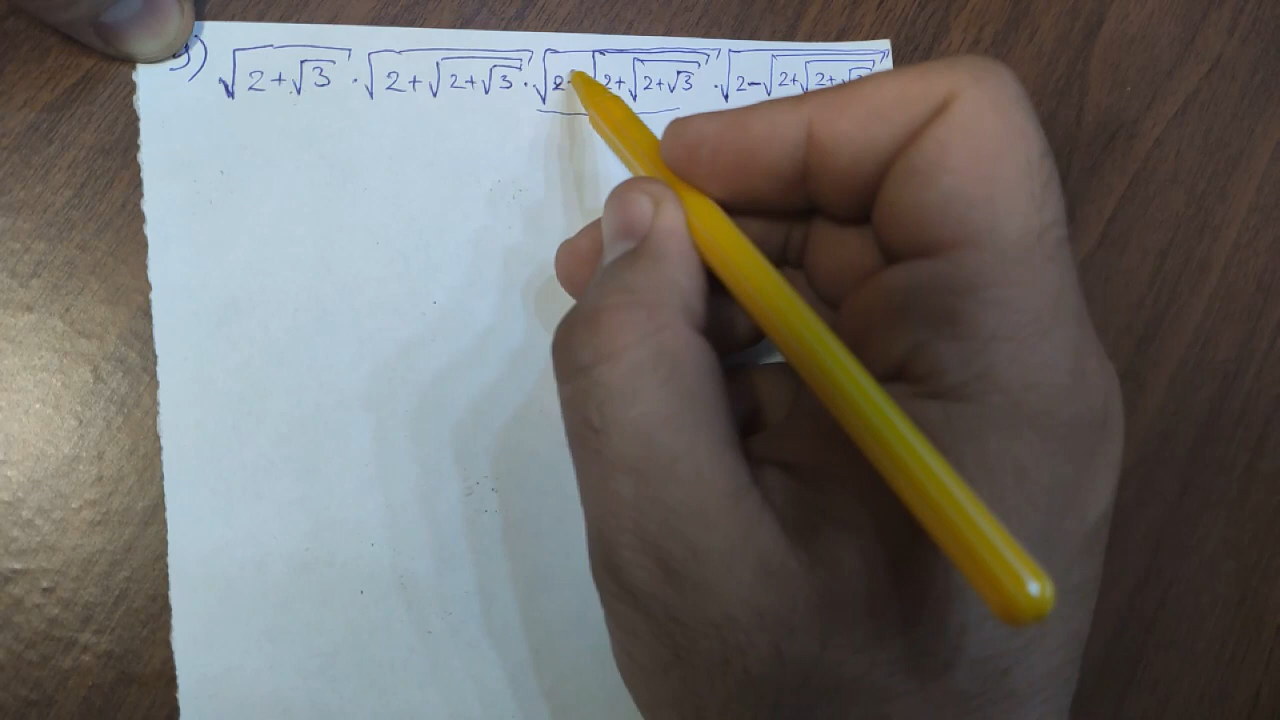 9) √(2+√3) · √(2+√(2+√3)) · √(2+√(2+√(2+√3))) · √(2-√(2+√(2+√3)))